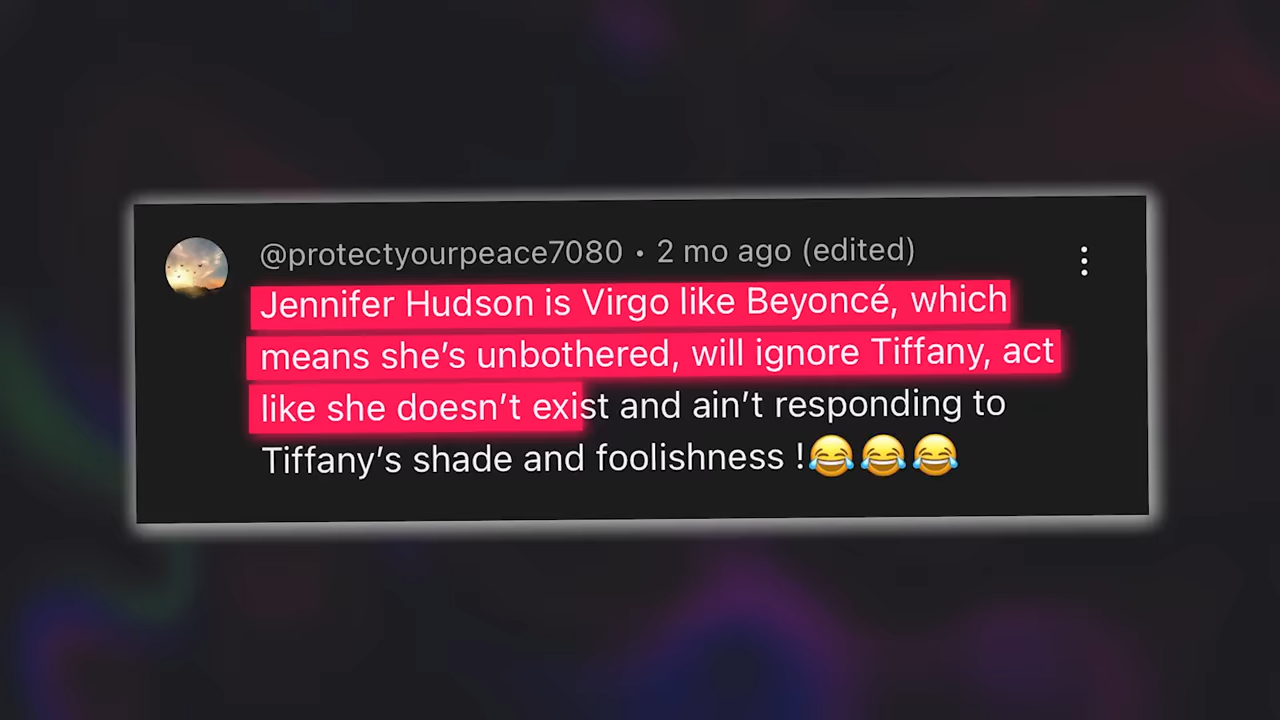 @protectyourpeace7080 • 2 mo ago (edited)
Jennifer Hudson is Virgo like Beyoncé, which
means she’s unbothered, will ignore Tiffany, act
like she doesn’t exist and ain’t responding to
Tiffany’s shade and foolishness !😂😂😂